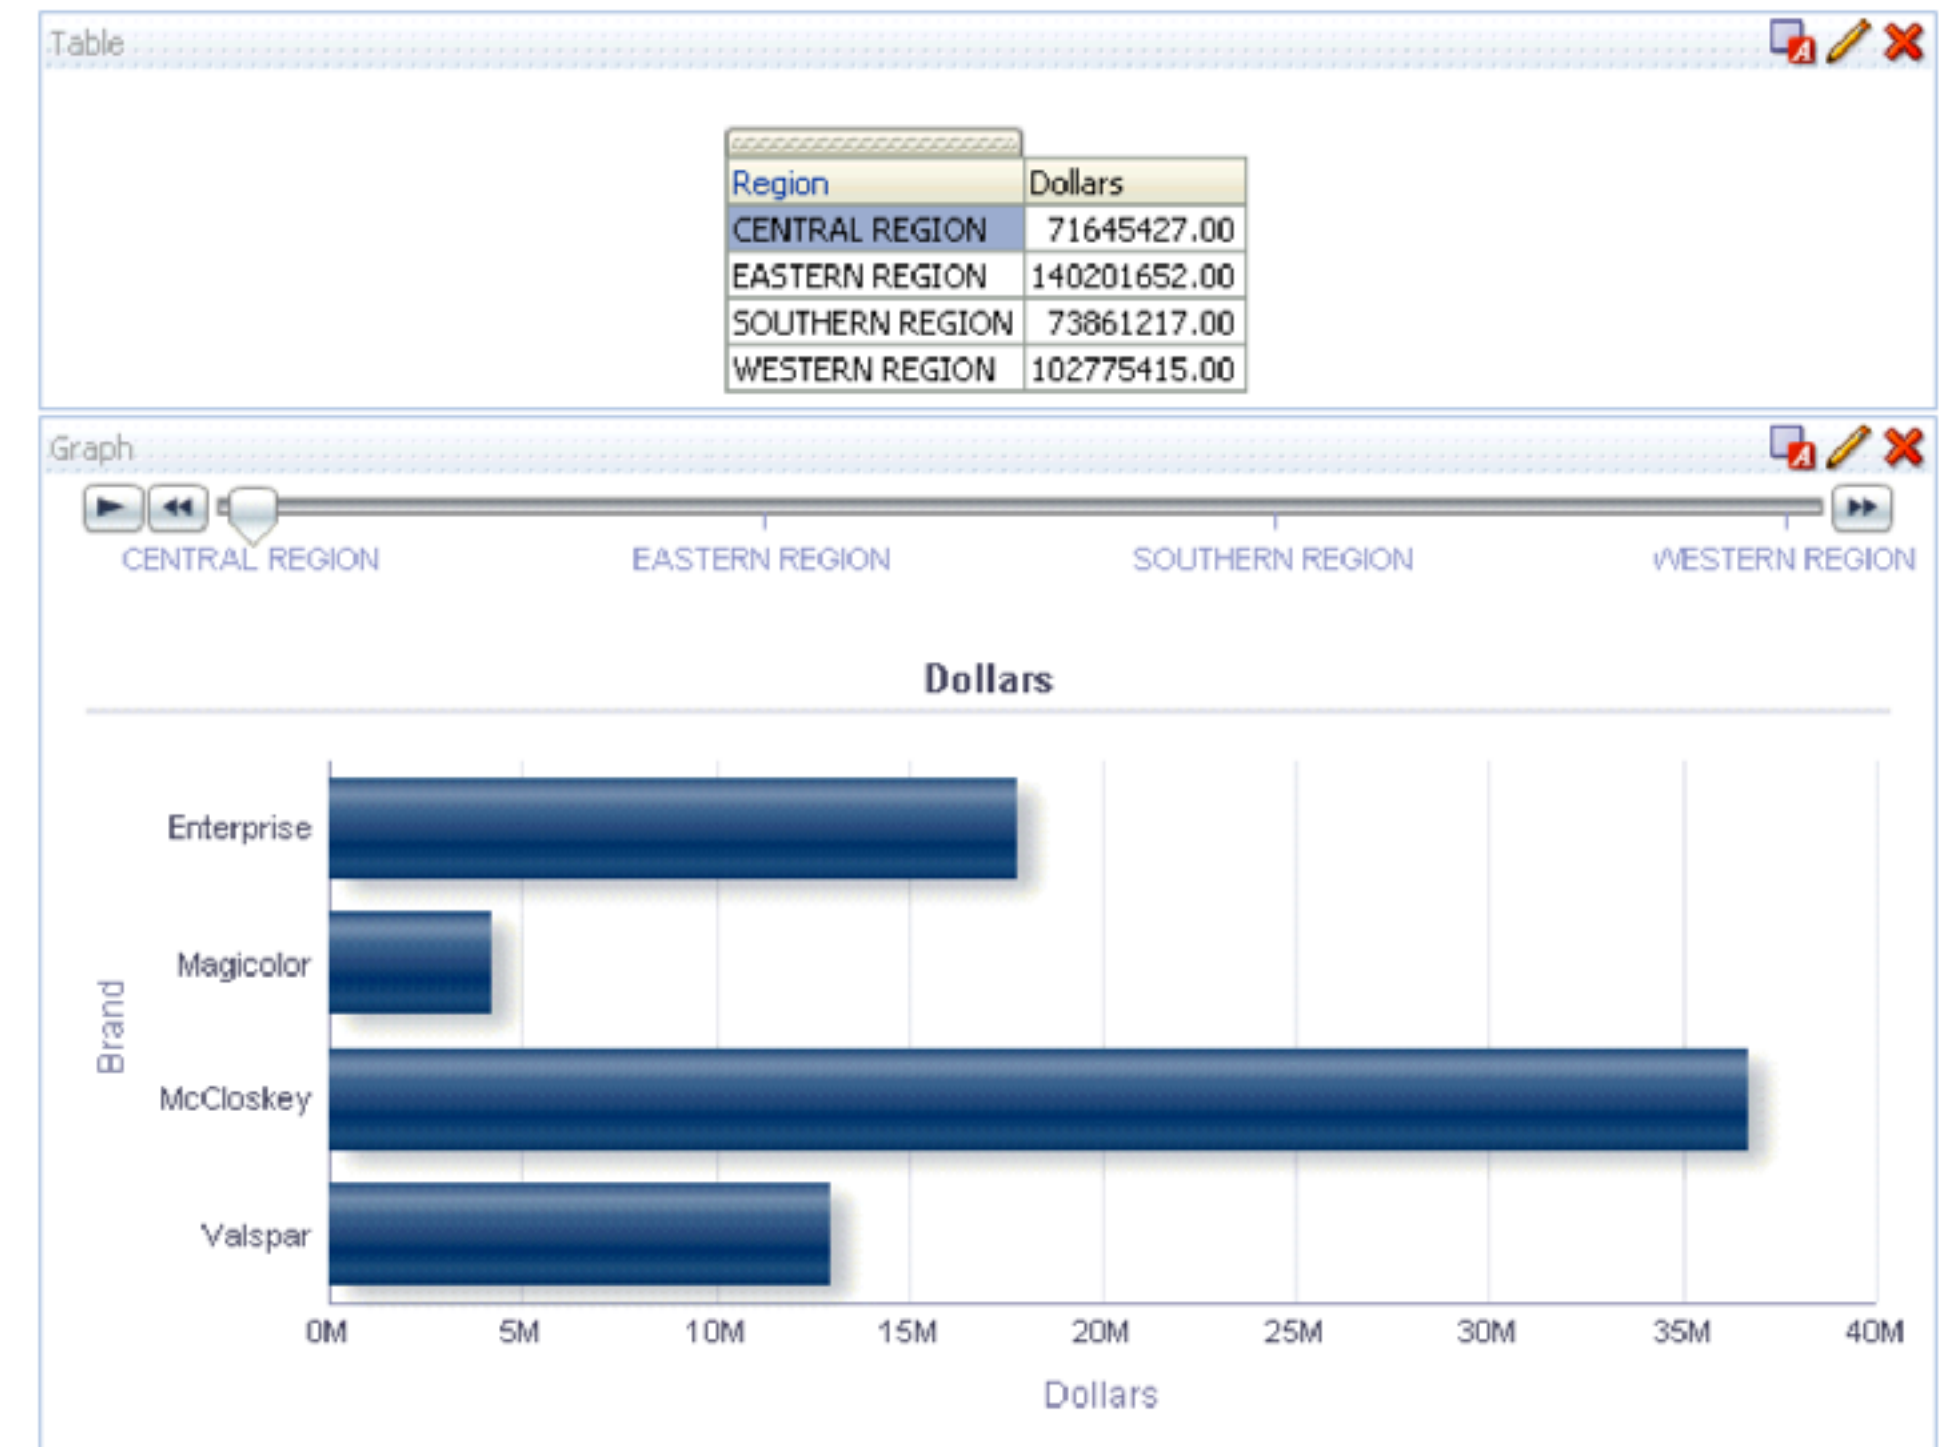 Table
Region Dollars
CENTRAL REGION 71645427.00
EASTERN REGION 140201652.00
SOUTHERN REGION 73861217.00
WESTERN REGION 102775415.00
Graph
CENTRAL REGION EASTERN REGION SOUTHERN REGION WESTERN REGION
Dollars
Enterprise
Magicolor
Brand
McCloskey
Valspar
0M 5M 10M 15M 20M 25M 30M 35M 40M
Dollars